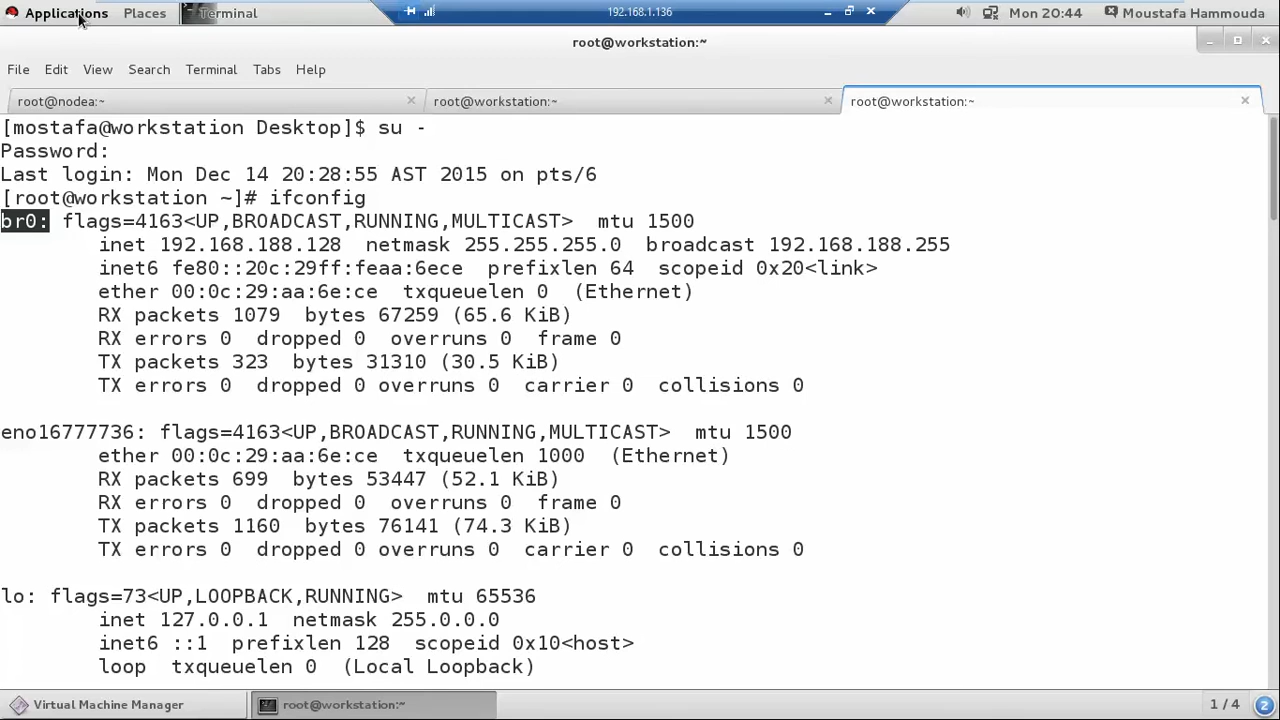 Applications Places Terminal 192.168.1.136 Mon 20:44 Moustafa Hammouda
root@workstation:~
File Edit View Search Terminal Tabs Help
root@nodea:~ root@workstation:~ root@workstation:~
[mostafa@workstation Desktop]$ su -
Password:
Last login: Mon Dec 14 20:28:55 AST 2015 on pts/6
[root@workstation ~]# ifconfig
br0: flags=4163<UP,BROADCAST,RUNNING,MULTICAST>  mtu 1500
        inet 192.168.188.128  netmask 255.255.255.0  broadcast 192.168.188.255
        inet6 fe80::20c:29ff:feaa:6ece  prefixlen 64  scopeid 0x20<link>
        ether 00:0c:29:aa:6e:ce  txqueuelen 0  (Ethernet)
        RX packets 1079  bytes 67259 (65.6 KiB)
        RX errors 0  dropped 0  overruns 0  frame 0
        TX packets 323  bytes 31310 (30.5 KiB)
        TX errors 0  dropped 0 overruns 0  carrier 0  collisions 0
eno16777736: flags=4163<UP,BROADCAST,RUNNING,MULTICAST>  mtu 1500
        ether 00:0c:29:aa:6e:ce  txqueuelen 1000  (Ethernet)
        RX packets 699  bytes 53447 (52.1 KiB)
        RX errors 0  dropped 0  overruns 0  frame 0
        TX packets 1160  bytes 76141 (74.3 KiB)
        TX errors 0  dropped 0 overruns 0  carrier 0  collisions 0
lo: flags=73<UP,LOOPBACK,RUNNING>  mtu 65536
        inet 127.0.0.1  netmask 255.0.0.0
        inet6 ::1  prefixlen 128  scopeid 0x10<host>
        loop  txqueuelen 0  (Local Loopback)
Virtual Machine Manager root@workstation:~ 1 / 4 2